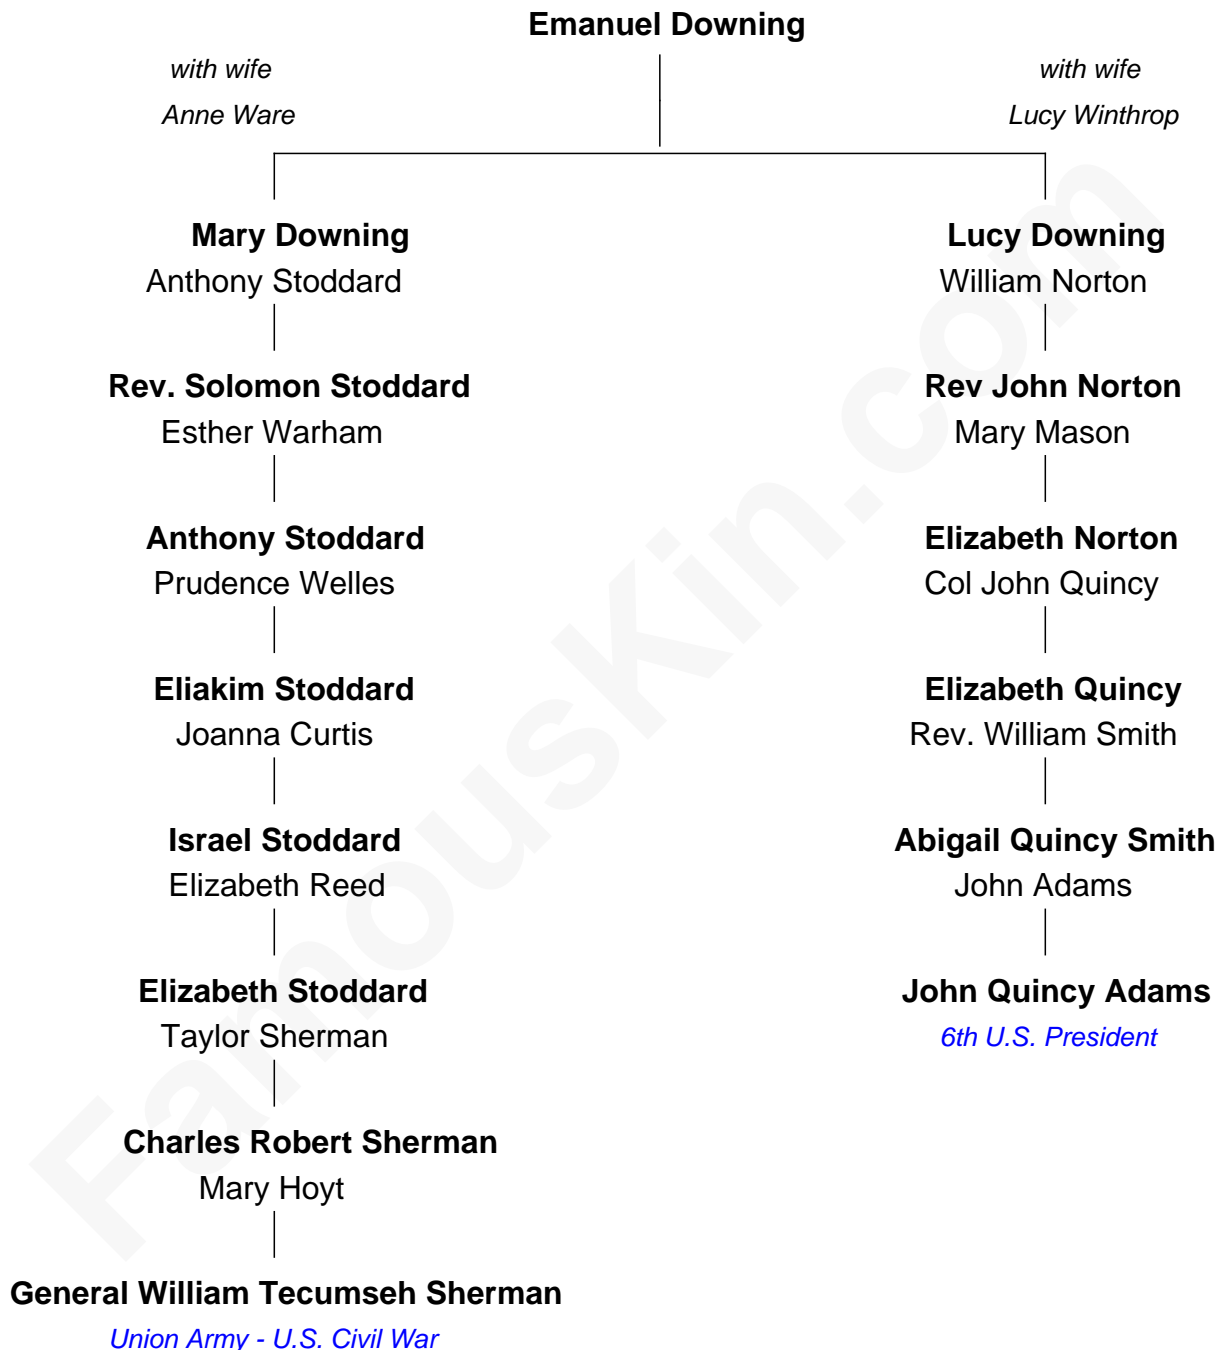 Emanuel Downing
with wife
Anne Ware
with wife
Lucy Winthrop
Mary Downing
Anthony Stoddard
Lucy Downing
William Norton
Rev. Solomon Stoddard
Esther Warham
Rev John Norton
Mary Mason
Anthony Stoddard
Prudence Welles
Elizabeth Norton
Col John Quincy
Eliakim Stoddard
Joanna Curtis
Elizabeth Quincy
Rev. William Smith
Israel Stoddard
Elizabeth Reed
Abigail Quincy Smith
John Adams
Elizabeth Stoddard
Taylor Sherman
John Quincy Adams
6th U.S. President
Charles Robert Sherman
Mary Hoyt
General William Tecumseh Sherman
Union Army - U.S. Civil War
FamousKin.com